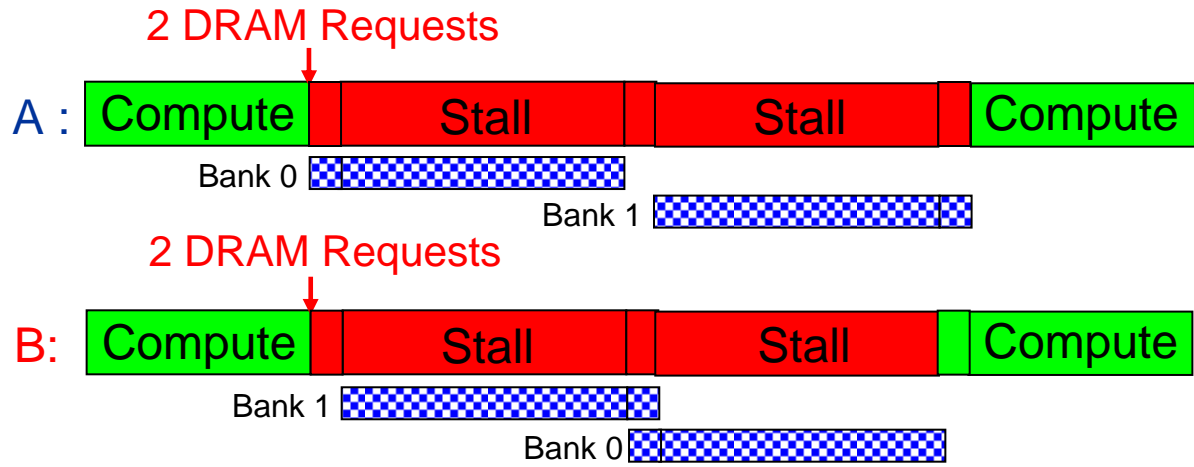 2 DRAM Requests
A : Compute Stall Stall Compute
Bank 0
Bank 1
2 DRAM Requests
B: Compute Stall Stall Compute
Bank 1
Bank 0